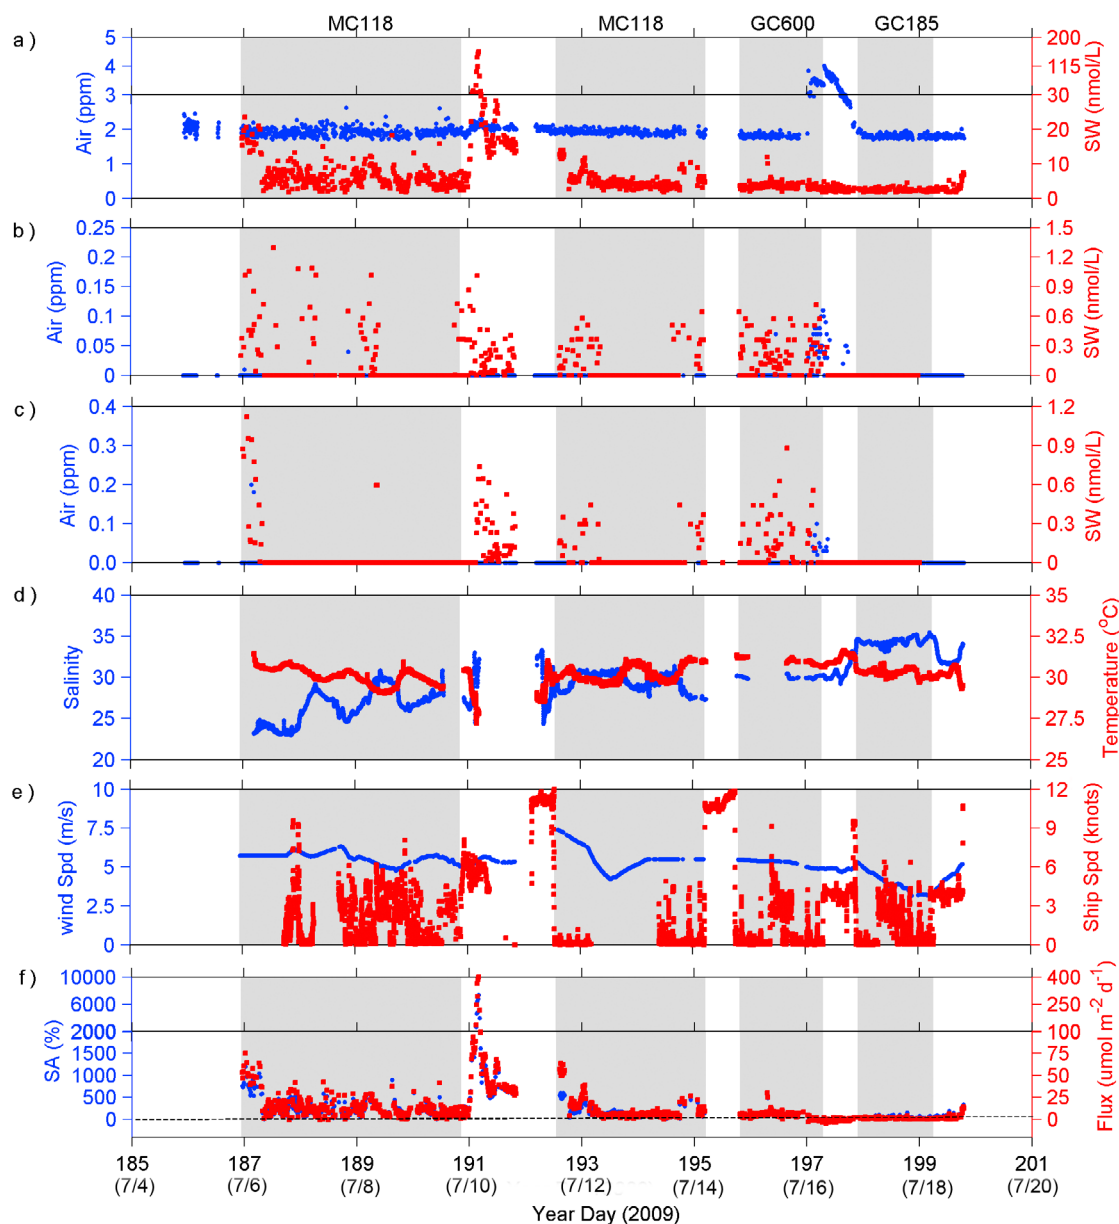 MC118 MC118 GC600 GC185
a )
5 4 3 2 1 0
Air (ppm) Air (ppm)
200 115 30 20 10 0
SW (nmol/L)
b )
0.25 0.2 0.15 0.1 0.05 0
Air (ppm)
1.5 1.2 0.9 0.6 0.3 0
SW (nmol/L)
c )
0.4 0.3 0.2 0.1 0.0
Air (ppm)
1.2 0.9 0.6 0.3 0
SW (nmol/L)
d )
40 35 30 25 20
Salinity
35 32.5 30 27.5 25
Temperature (°C)
e )
10 7.5 5 2.5 0
wind Spd (m/s)
12 9 6 3 0
Ship Spd (knots)
f )
10000 6000 2000 1500 1000 500 0
SA (%)
400 300 200 100 75 50 25 0
Flux (umol m⁻² d⁻¹)
185 187 189 191 193 195 197 199 201
(7/4) (7/6) (7/8) (7/10) (7/12) (7/14) (7/16) (7/18) (7/20)
Year Day (2009)